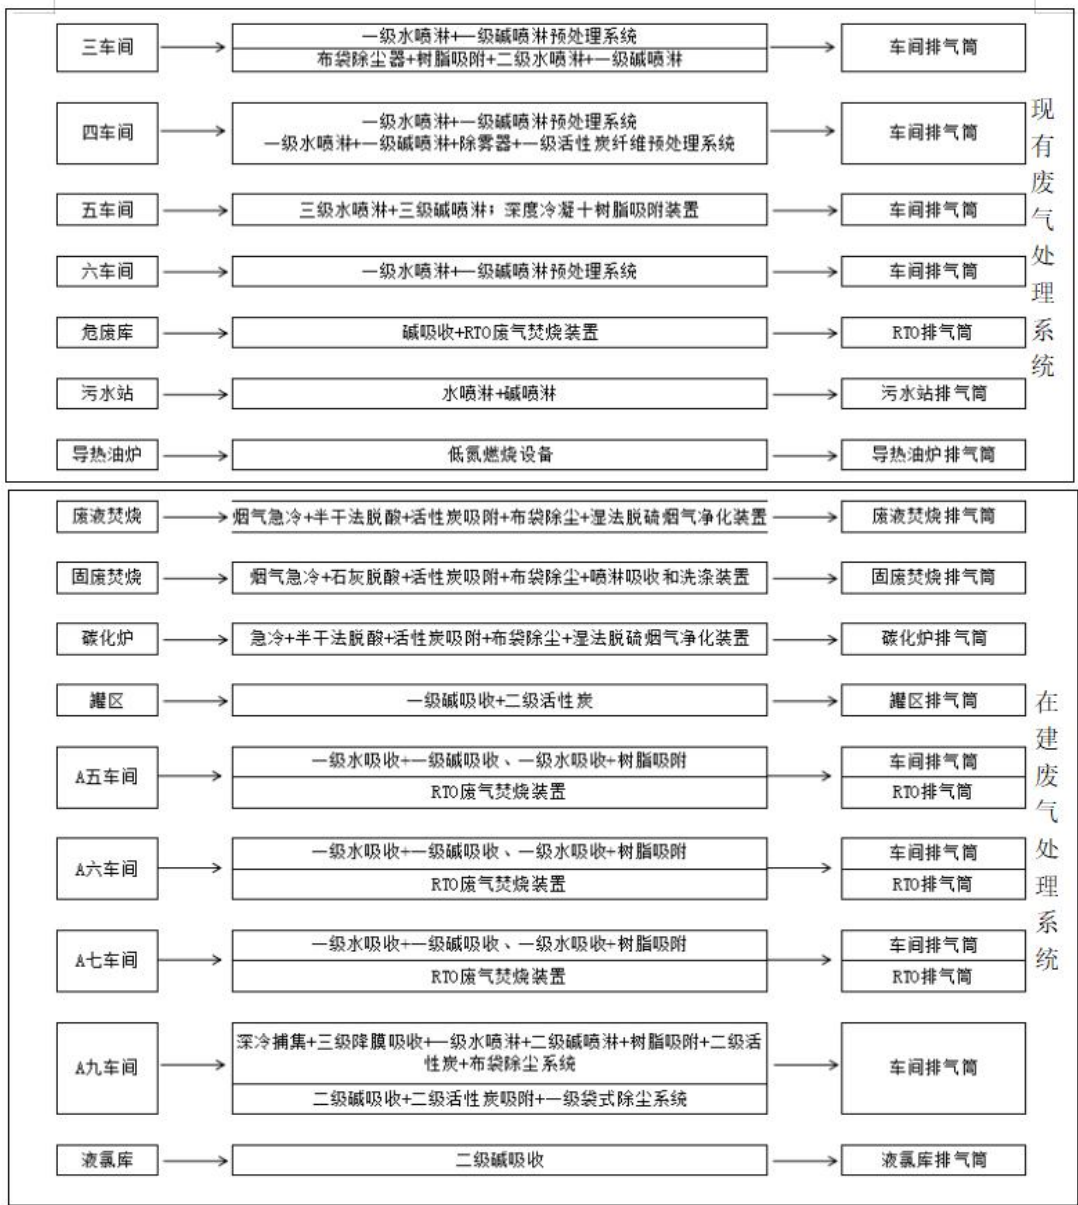 三车间
一级水喷淋+一级碱喷淋预处理系统
布袋除尘器+树脂吸附+二级水喷淋+一级碱喷淋
车间排气筒
四车间
一级水喷淋+一级碱喷淋预处理系统
一级水喷淋+一级碱喷淋+除雾器+一级活性炭纤维预处理系统
车间排气筒
五车间
三级水喷淋+三级碱喷淋；深度冷凝十树脂吸附装置
车间排气筒
六车间
一级水喷淋+一级碱喷淋预处理系统
车间排气筒
危废库
碱吸收+RTO废气焚烧装置
RTO排气筒
污水站
水喷淋+碱喷淋
污水站排气筒
导热油炉
低氮燃烧设备
导热油炉排气筒
现有废气处理系统
废液焚烧
烟气急冷+半干法脱酸+活性炭吸附+布袋除尘+湿法脱硫烟气净化装置
废液焚烧排气筒
固废焚烧
烟气急冷+石灰脱酸+活性炭吸附+布袋除尘+喷淋吸收和洗涤装置
固废焚烧排气筒
碳化炉
急冷+半干法脱酸+活性炭吸附+布袋除尘+湿法脱硫烟气净化装置
碳化炉排气筒
罐区
一级碱吸收+二级活性炭
罐区排气筒
A五车间
一级水吸收+一级碱吸收、一级水吸收+树脂吸附
RTO废气焚烧装置
车间排气筒
RTO排气筒
A六车间
一级水吸收+一级碱吸收、一级水吸收+树脂吸附
RTO废气焚烧装置
车间排气筒
RTO排气筒
A七车间
一级水吸收+一级碱吸收、一级水吸收+树脂吸附
RTO废气焚烧装置
车间排气筒
RTO排气筒
A九车间
深冷捕集+三级降膜吸收+一级水喷淋+二级碱喷淋+树脂吸附+二级活
性炭+布袋除尘系统
二级碱吸收+二级活性炭吸附+一级袋式除尘系统
车间排气筒
液氯库
二级碱吸收
液氯库排气筒
在建废气处理系统